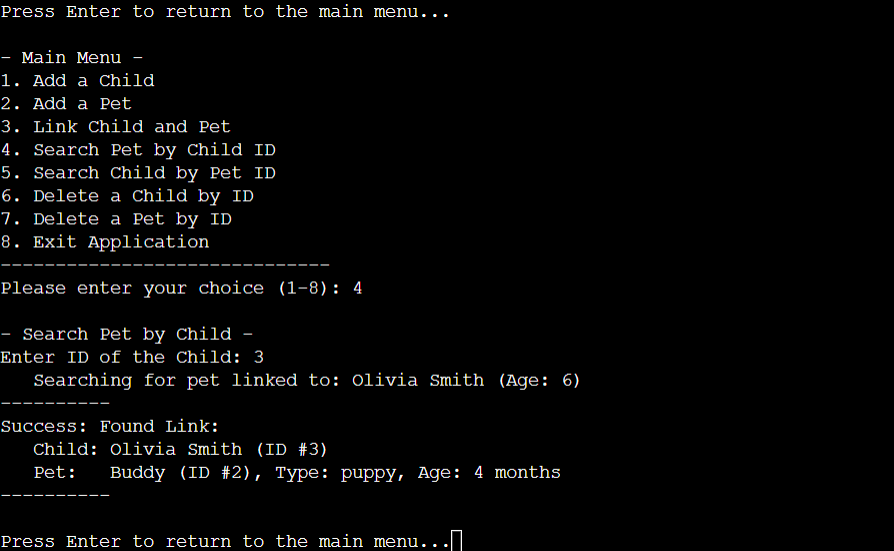 Press Enter to return to the main menu...
- Main Menu -
1. Add a Child
2. Add a Pet
3. Link Child and Pet
4. Search Pet by Child ID
5. Search Child by Pet ID
6. Delete a Child by ID
7. Delete a Pet by ID
8. Exit Application
------------------------------
Please enter your choice (1-8): 4
- Search Pet by Child -
Enter ID of the Child: 3
   Searching for pet linked to: Olivia Smith (Age: 6)
----------
Success: Found Link:
   Child: Olivia Smith (ID #3)
   Pet:   Buddy (ID #2), Type: puppy, Age: 4 months
----------
Press Enter to return to the main menu...